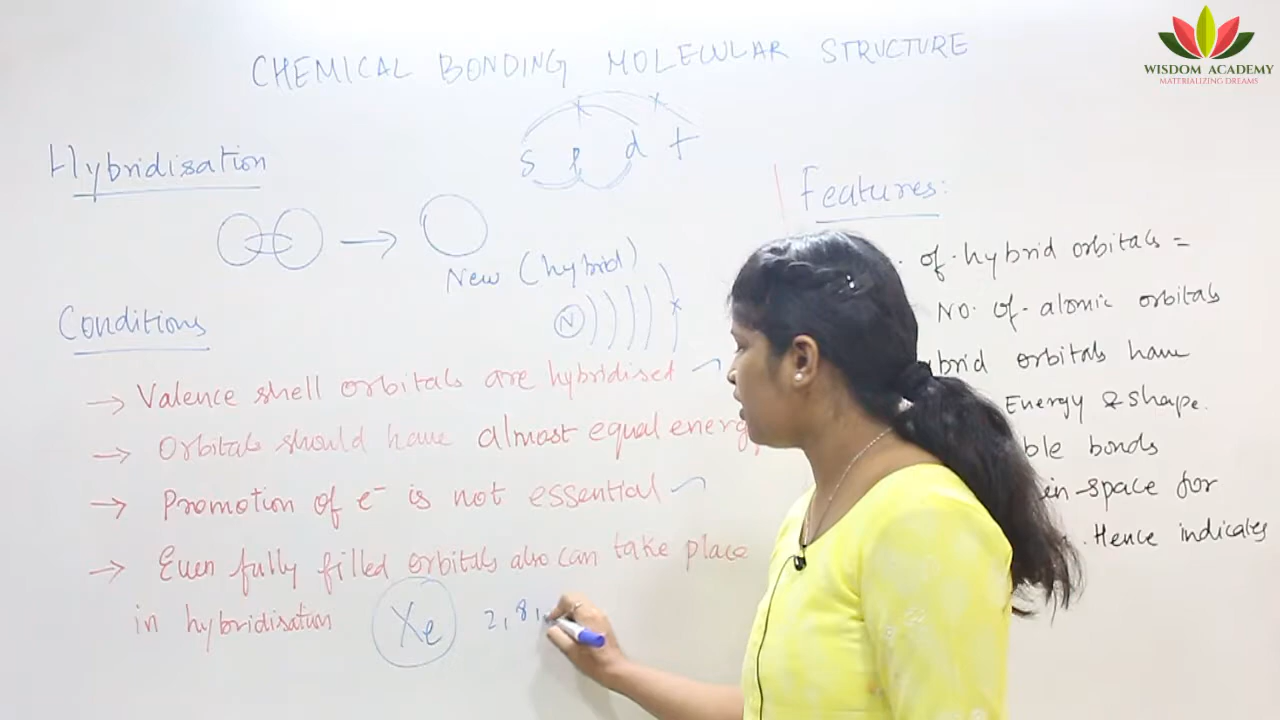 WISDOM ACADEMY
MATERIALIZING DREAMS
CHEMICAL BONDING MOLECULAR STRUCTURE
s p d f
Hybridisation
New (hybrid)
N
Conditions
→ Valence shell orbitals are hybridised
→ Orbitals should have almost equal energy
→ Promotion of e⁻ is not essential
→ Even fully filled orbitals also can take place
in hybridisation
Xe 2, 8,
Features:
of hybrid orbitals =
No. of atomic orbitals
orbitals have
Energy & shape.
bonds
in space for
Hence indicates